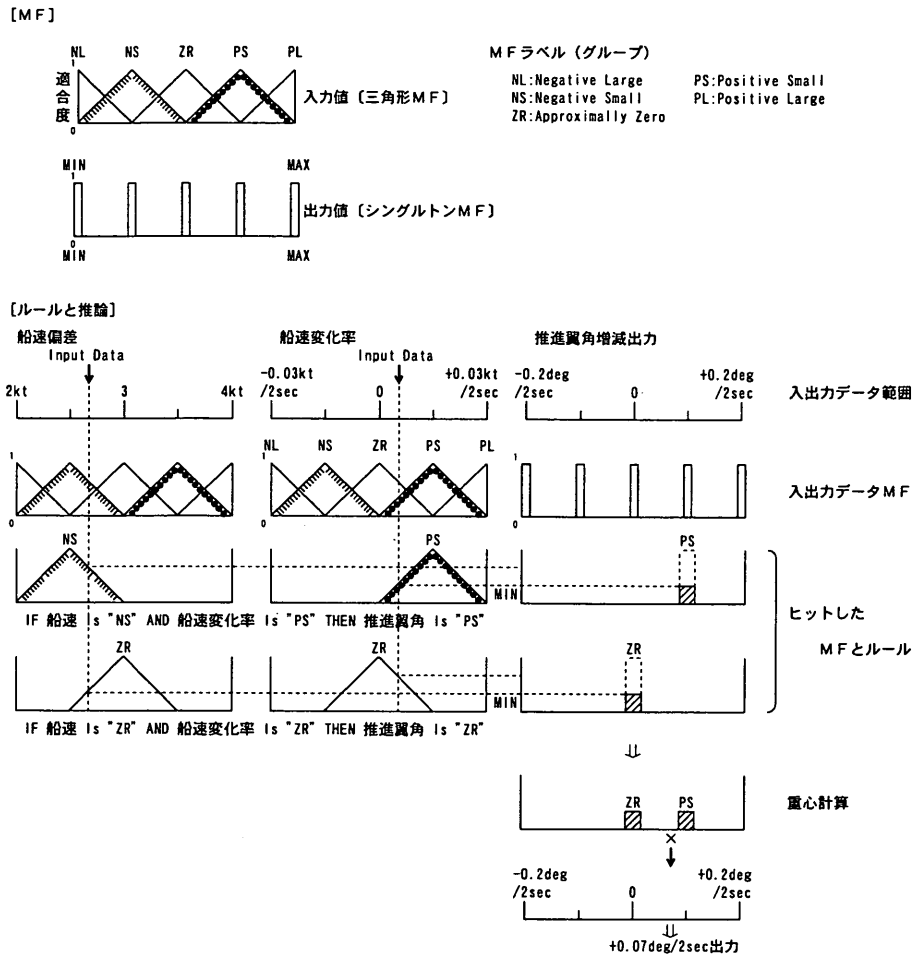 [MF]
NL NS ZR PS PL
1
適合度
0
入力値〔三角形MF〕
MFラベル(グループ)
NL:Negative Large PS:Positive Small
NS:Negative Small PL:Positive Large
ZR:Approximally Zero
MIN MAX
1
出力値〔シングルトンMF〕
0
MIN MAX
[ルールと推論]
船速偏差 船速変化率 推進翼角増減出力
Input Data Input Data
-0.03kt +0.03kt -0.2deg +0.2deg
2kt 3 4kt /2sec 0 /2sec /2sec 0 /2sec
入出力データ範囲
NL NS ZR PS PL
1 1 1
入出力データMF
0 0 0
NS PS PS
MIN
IF 船速 Is "NS" AND 船速変化率 Is "PS" THEN 推進翼角 Is "PS"
ヒットした
MFとルール
ZR ZR ZR
MIN
IF 船速 Is "ZR" AND 船速変化率 Is "ZR" THEN 推進翼角 Is "ZR"
⇓
ZR PS
重心計算
×
-0.2deg +0.2deg
/2sec 0 /2sec
⇓
+0.07deg/2sec出力